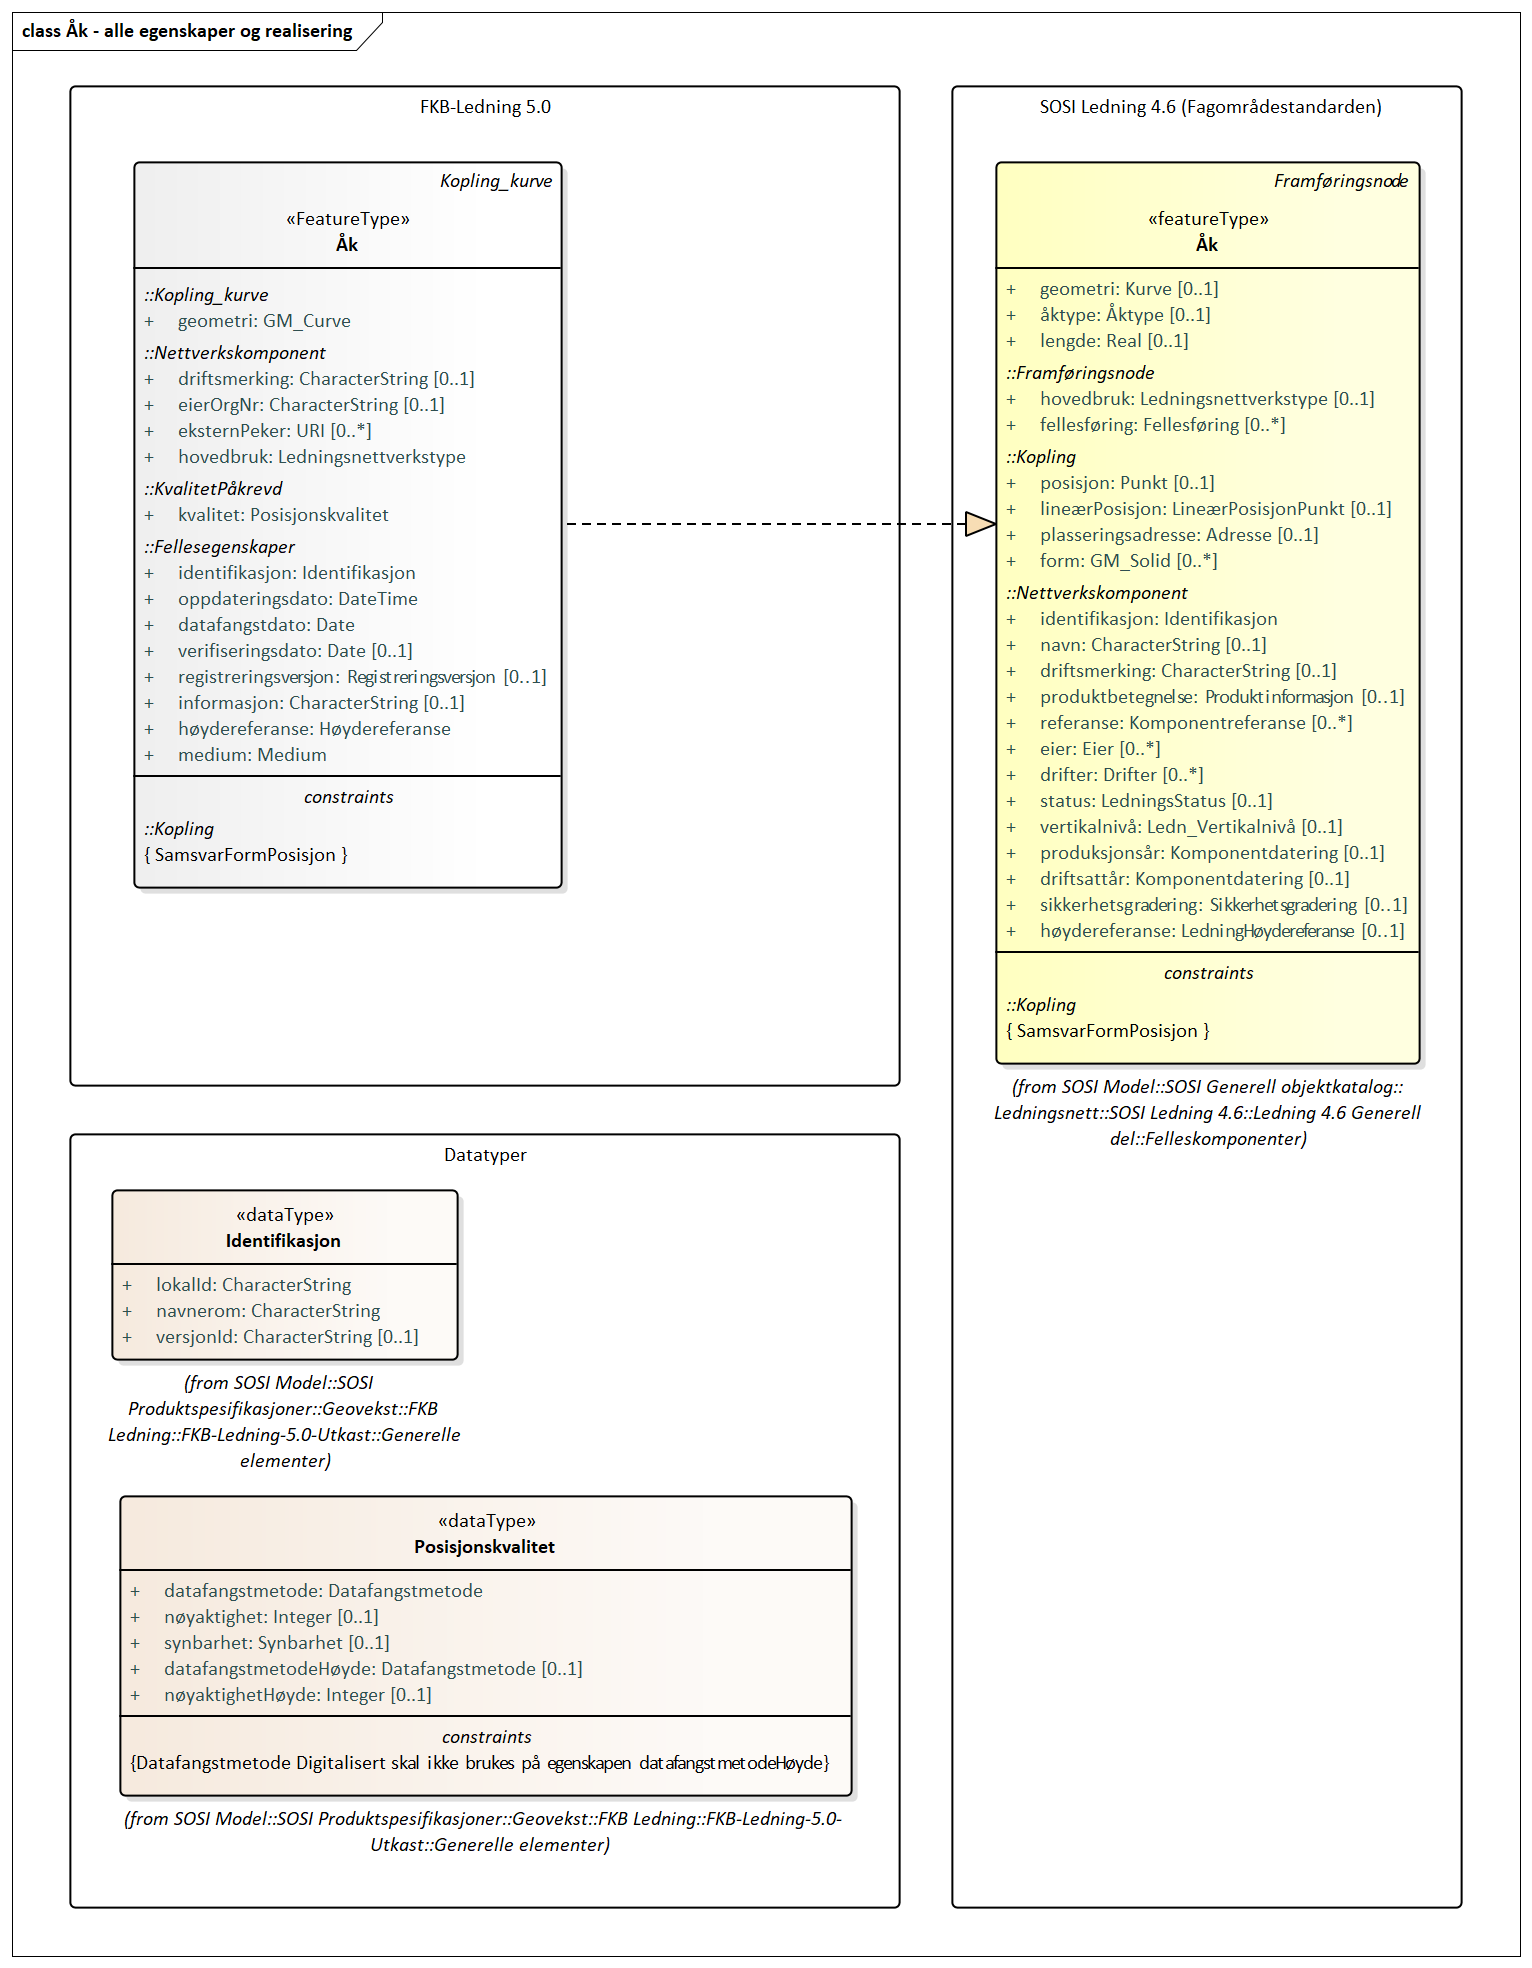 class Åk - alle egenskaper og realisering
FKB-Ledning 5.0
Kopling_kurve
«FeatureType»
Åk
::Kopling_kurve
+ geometri: GM_Curve
::Nettverkskomponent
+ driftsmerking: CharacterString [0..1]
+ eierOrgNr: CharacterString [0..1]
+ eksternPeker: URI [0..*]
+ hovedbruk: Ledningsnettverkstype
::KvalitetPåkrevd
+ kvalitet: Posisjonskvalitet
::Fellesegenskaper
+ identifikasjon: Identifikasjon
+ oppdateringsdato: DateTime
+ datafangstdato: Date
+ verifiseringsdato: Date [0..1]
+ registreringsversjon: Registreringsversjon [0..1]
+ informasjon: CharacterString [0..1]
+ høydereferanse: Høydereferanse
+ medium: Medium
constraints
::Kopling
{ SamsvarFormPosisjon }
SOSI Ledning 4.6 (Fagområdestandarden)
Framføringsnode
«featureType»
Åk
+ geometri: Kurve [0..1]
+ åktype: Åktype [0..1]
+ lengde: Real [0..1]
::Framføringsnode
+ hovedbruk: Ledningsnettverkstype [0..1]
+ fellesføring: Fellesføring [0..*]
::Kopling
+ posisjon: Punkt [0..1]
+ lineærPosisjon: LineærPosisjonPunkt [0..1]
+ plasseringsadresse: Adresse [0..1]
+ form: GM_Solid [0..*]
::Nettverkskomponent
+ identifikasjon: Identifikasjon
+ navn: CharacterString [0..1]
+ driftsmerking: CharacterString [0..1]
+ produktbetegnelse: Produktinformasjon [0..1]
+ referanse: Komponentreferanse [0..*]
+ eier: Eier [0..*]
+ drifter: Drifter [0..*]
+ status: LedningsStatus [0..1]
+ vertikalnivå: Ledn_Vertikalnivå [0..1]
+ produksjonsår: Komponentdatering [0..1]
+ driftsattår: Komponentdatering [0..1]
+ sikkerhetsgradering: Sikkerhetsgradering [0..1]
+ høydereferanse: LedningHøydereferanse [0..1]
constraints
::Kopling
{ SamsvarFormPosisjon }
(from SOSI Model::SOSI Generell objektkatalog::
Ledningsnett::SOSI Ledning 4.6::Ledning 4.6 Generell
del::Felleskomponenter)
Datatyper
«dataType»
Identifikasjon
+ lokalId: CharacterString
+ navnerom: CharacterString
+ versjonId: CharacterString [0..1]
(from SOSI Model::SOSI
Produktspesifikasjoner::Geovekst::FKB
Ledning::FKB-Ledning-5.0-Utkast::Generelle
elementer)
«dataType»
Posisjonskvalitet
+ datafangstmetode: Datafangstmetode
+ nøyaktighet: Integer [0..1]
+ synbarhet: Synbarhet [0..1]
+ datafangstmetodeHøyde: Datafangstmetode [0..1]
+ nøyaktighetHøyde: Integer [0..1]
constraints
{Datafangstmetode Digitalisert skal ikke brukes på egenskapen datafangstmetodeHøyde}
(from SOSI Model::SOSI Produktspesifikasjoner::Geovekst::FKB Ledning::FKB-Ledning-5.0-
Utkast::Generelle elementer)